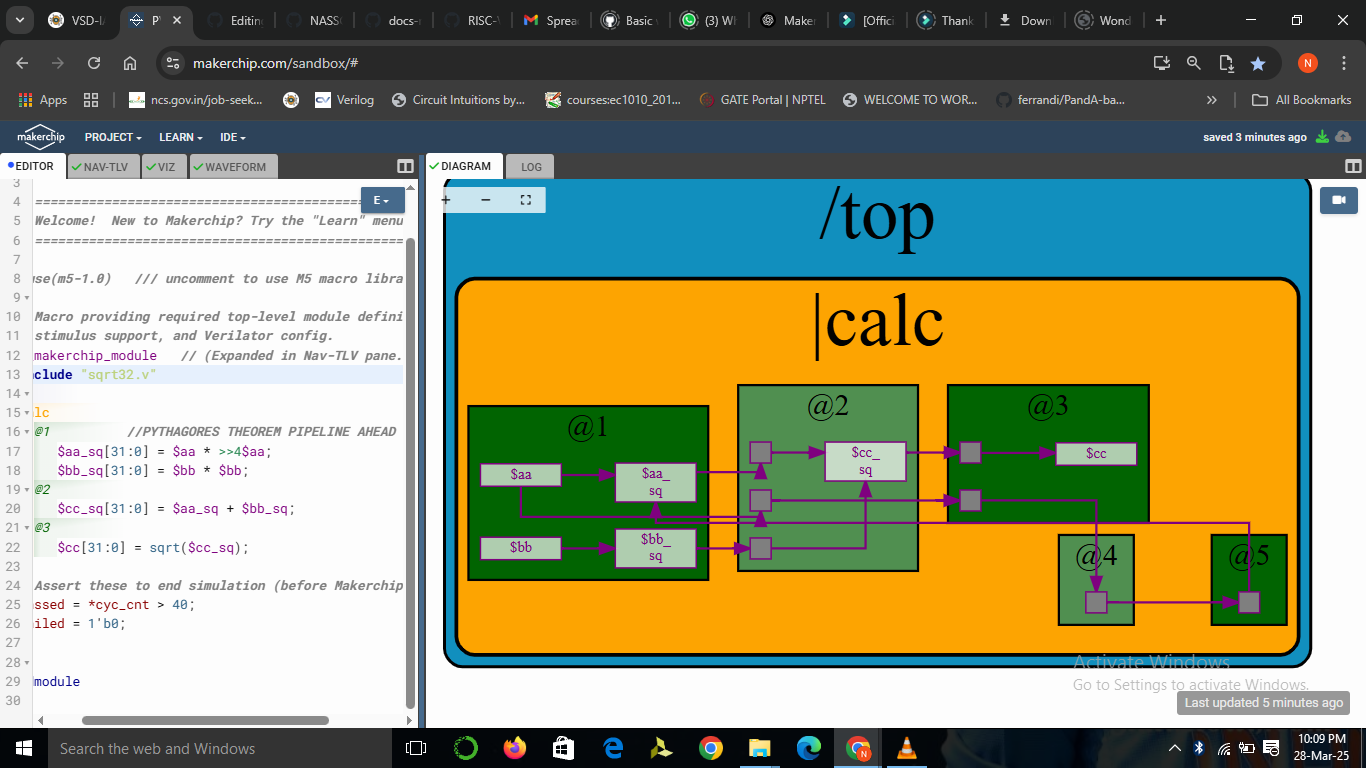 VSD-I/
P\
Editin
NASS
docs-r
RISC-V
Sprea
Basic
(3) W
Maker
[Offici
Thank
Down
Wond
makerchip.com/sandbox/#
N
Apps
ncs.gov.in/job-seek...
Verilog
Circuit Intuitions by...
courses:ec1010_201...
GATE Portal | NPTEL
WELCOME TO WOR...
ferrandi/PandA-ba...
All Bookmarks
makerchip
PROJECT
LEARN
IDE
saved 3 minutes ago
EDITOR
NAV-TLV
VIZ
WAVEFORM
DIAGRAM
LOG
E
3
4 ================================================
5 Welcome!  New to Makerchip? Try the "Learn" menu
6 ================================================
7
8 use(m5-1.0)   /// uncomment to use M5 macro libra
9
10 Macro providing required top-level module defini
11 stimulus support, and Verilator config.
12 makerchip_module   // (Expanded in Nav-TLV pane.
13 clude "sqrt32.v"
14
15 lc
16 @1       //PYTHAGORES THEOREM PIPELINE AHEAD
17 $aa_sq[31:0] = $aa * >>4$aa;
18 $bb_sq[31:0] = $bb * $bb;
19 @2
20 $cc_sq[31:0] = $aa_sq + $bb_sq;
21 @3
22 $cc[31:0] = sqrt($cc_sq);
23
24 Assert these to end simulation (before Makerchip
25 ssed = *cyc_cnt > 40;
26 iled = 1'b0;
27
28
29 module
30
+ −
/top
|calc
@1
$aa
$aa_
sq
$bb
$bb_
sq
@2
$cc_
sq
@3
$cc
@4
@5
Activate Windows
Go to Settings to activate Windows.
Last updated 5 minutes ago
Search the web and Windows
10:09 PM
28-Mar-25